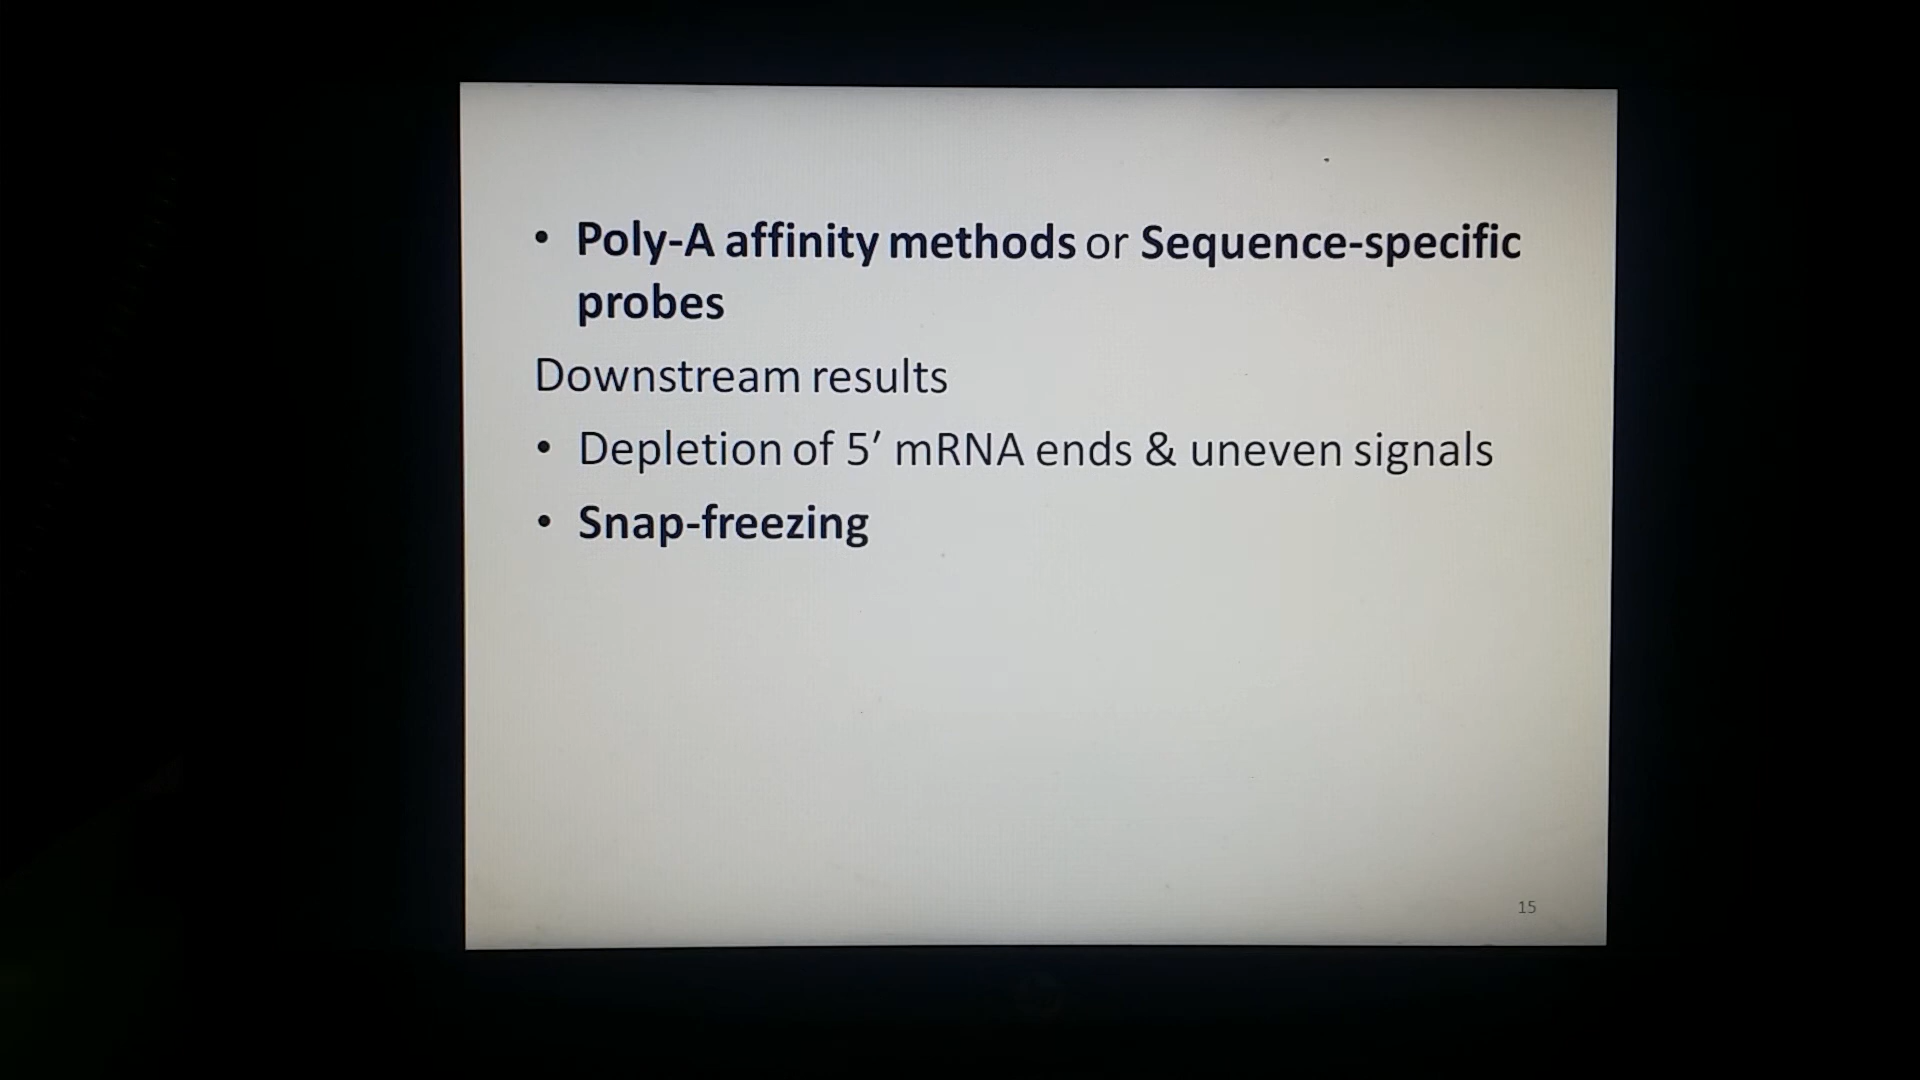 • Poly-A affinity methods or Sequence-specific
probes
Downstream results
• Depletion of 5′ mRNA ends & uneven signals
• Snap-freezing
15